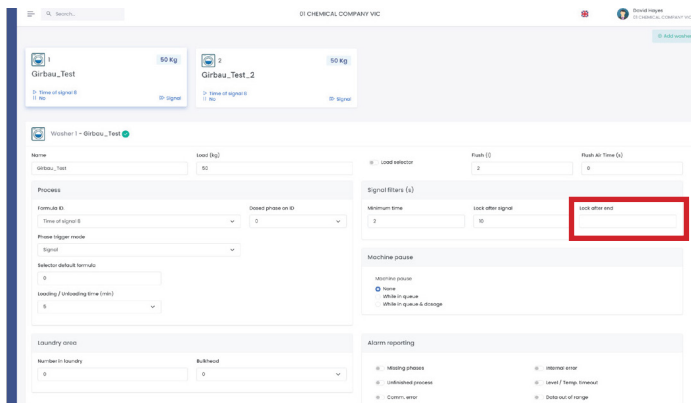 Search...
01 CHEMICAL COMPANY VIC
David Hayes
01 CHEMICAL COMPANY VIC
Add washer
1
50 Kg
Girbau_Test
Time of signal 8
No
Signal
2
50 Kg
Girbau_Test_2
Time of signal 8
No
Signal
Washer 1 - Girbau_Test
Name
Load (kg)
Load selector
Flush (l)
Flush Air Time (s)
Girbau_Test
50
2
0
Process
Signal filters (s)
Formula ID
Dosed phase on ID
Minimum time
Lock after signal
Lock after end
Time of signal 8
0
2
10
Phase trigger mode
Signal
Selector default formula
0
Machine pause
Machine pause
None
While in queue
While in queue & dosage
Loading / Unloading time (min)
5
Laundry area
Alarm reporting
Number in laundry
Bulkhead
0
0
Missing phases
Internal error
Unfinished process
Level / Temp. timeout
Comm. error
Data out of range